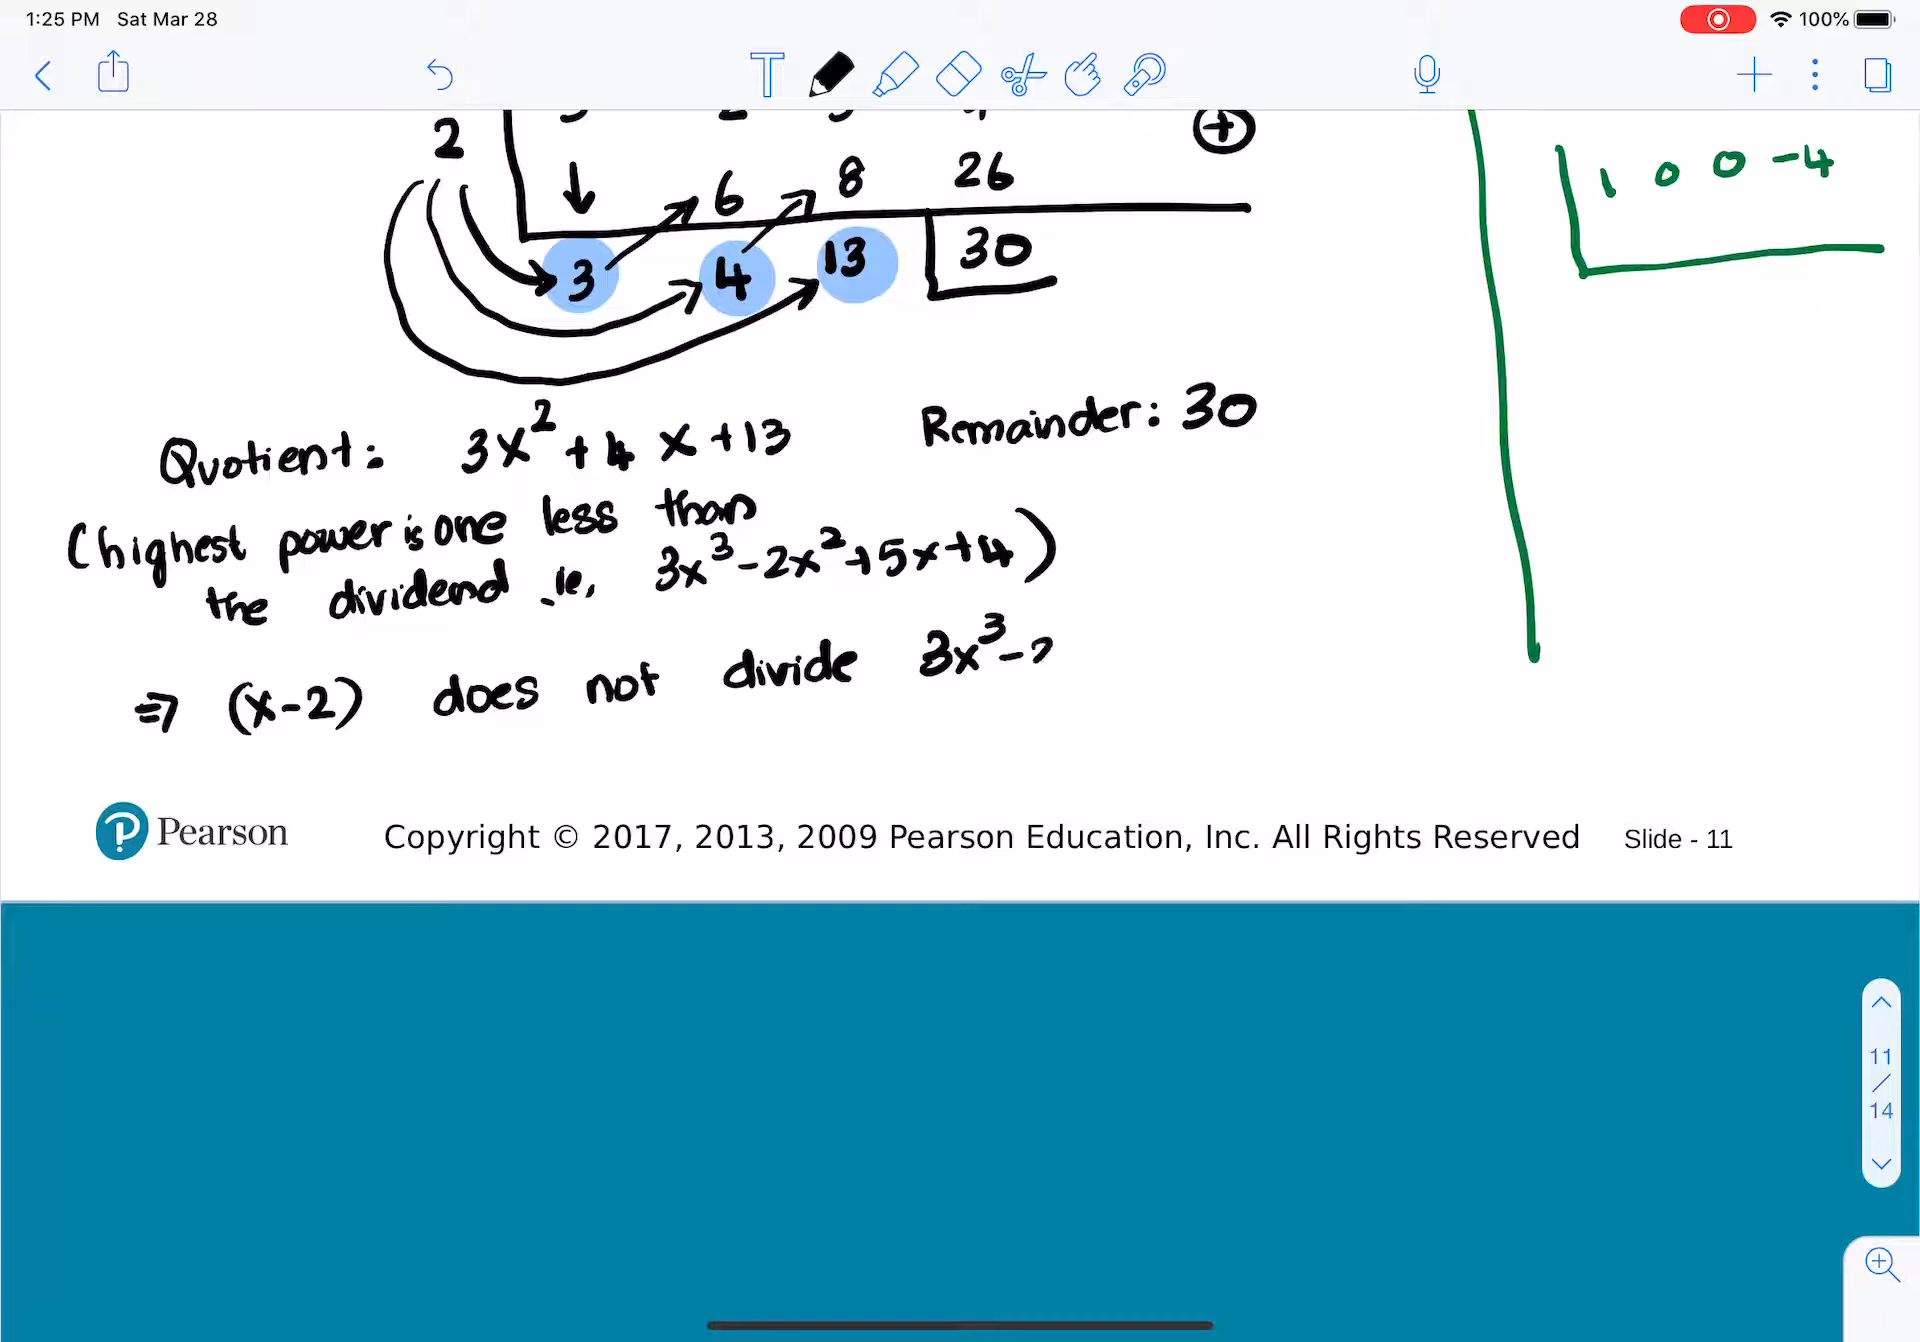 1:25 PM Sat Mar 28
100%
2
+
6 8 26
3 4 13 30
1 0 0 -4
Quotient: 3x² + 4x + 13 Remainder: 30
(highest power is one less than
the dividend ie, 3x³ - 2x² + 5x + 4)
⇒ (x-2) does not divide 3x³ -
Pearson Copyright © 2017, 2013, 2009 Pearson Education, Inc. All Rights Reserved Slide - 11
11
/
14